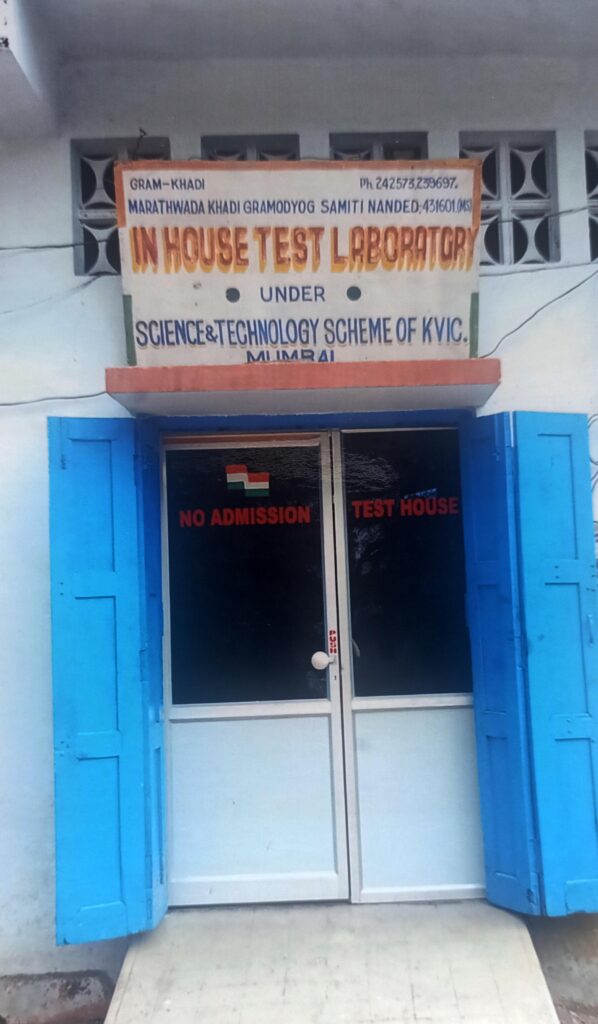 GRAM-KHADI Ph. 242573,239697.
MARATHWADA KHADI GRAMODYOG SAMITI NANDED; 431601.(MS)
IN HOUSE TEST LABORATORY
UNDER
SCIENCE&TECHNOLOGY SCHEME OF KVIC.
MUMBAI
NO ADMISSION TEST HOUSE
PUSH